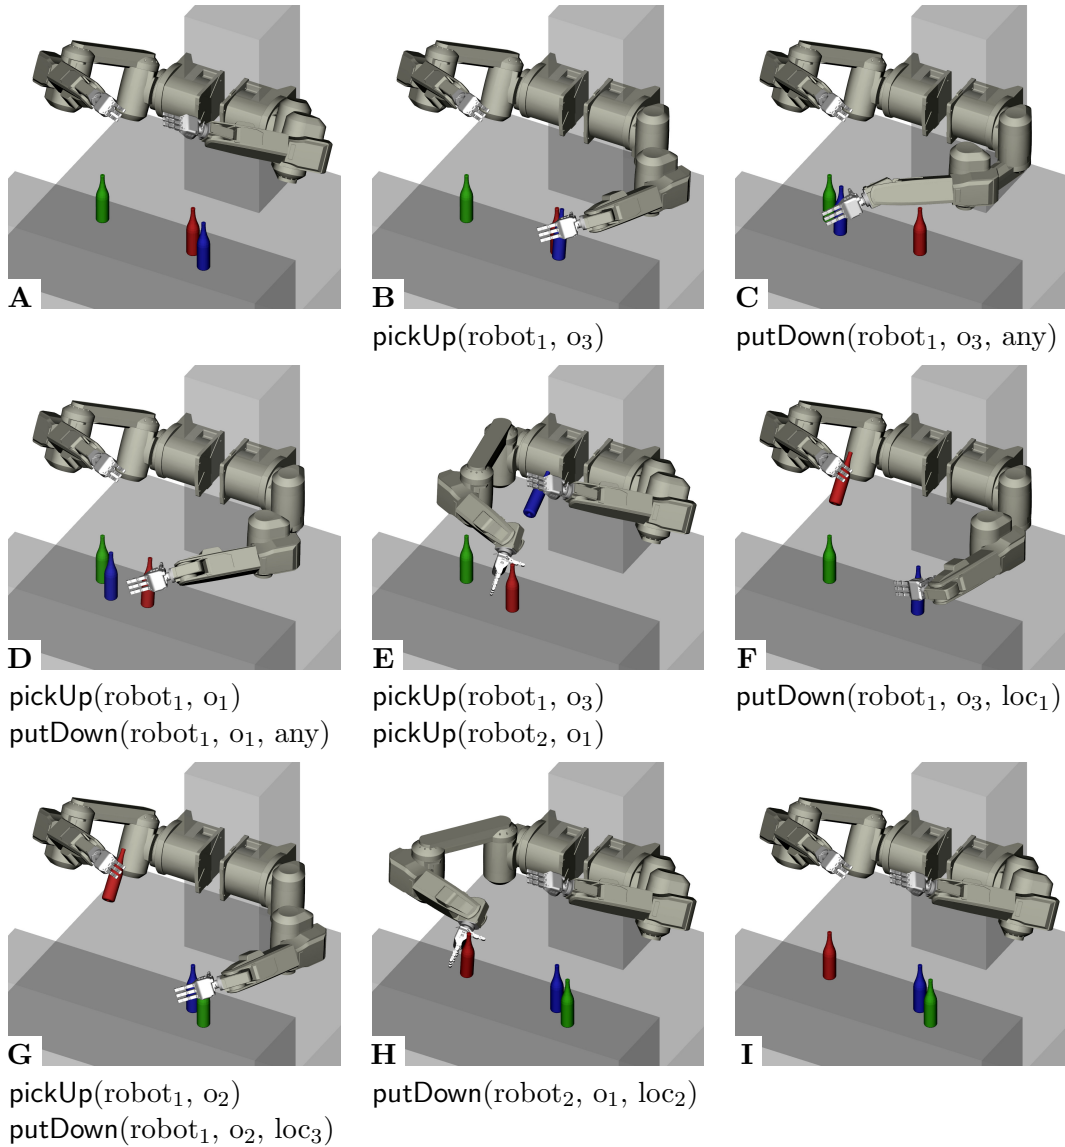 A
B
C
pickUp(robot₁, o₃)
putDown(robot₁, o₃, any)
D
E
F
pickUp(robot₁, o₁)
putDown(robot₁, o₁, any)
pickUp(robot₁, o₃)
pickUp(robot₂, o₁)
putDown(robot₁, o₃, loc₁)
G
H
I
pickUp(robot₁, o₂)
putDown(robot₁, o₂, loc₃)
putDown(robot₂, o₁, loc₂)